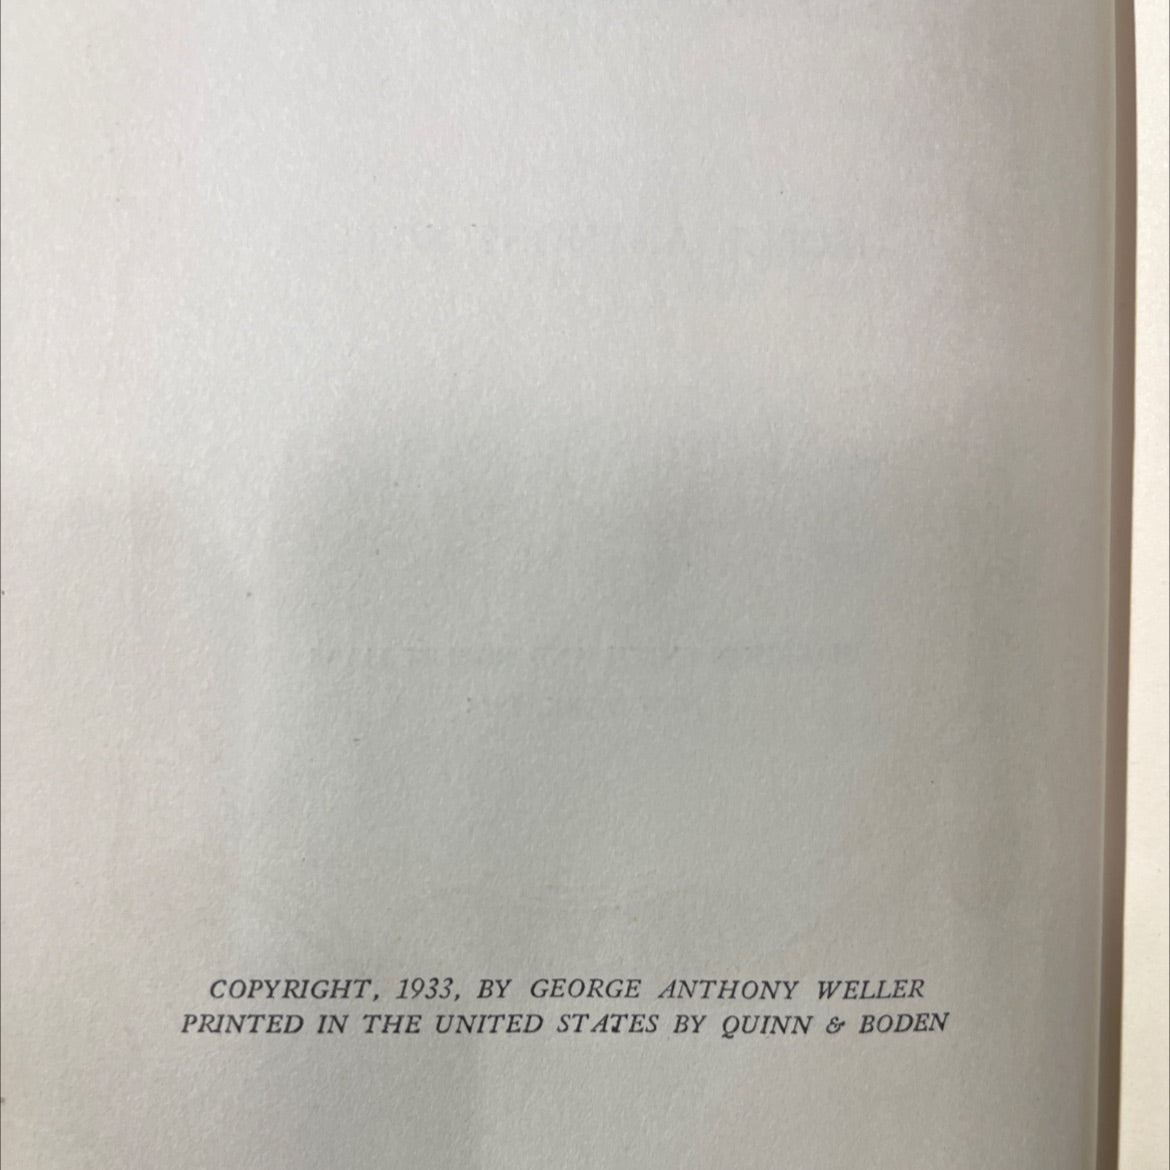 COPYRIGHT, 1933, BY GEORGE ANTHONY WELLER
PRINTED IN THE UNITED STATES BY QUINN & BODEN